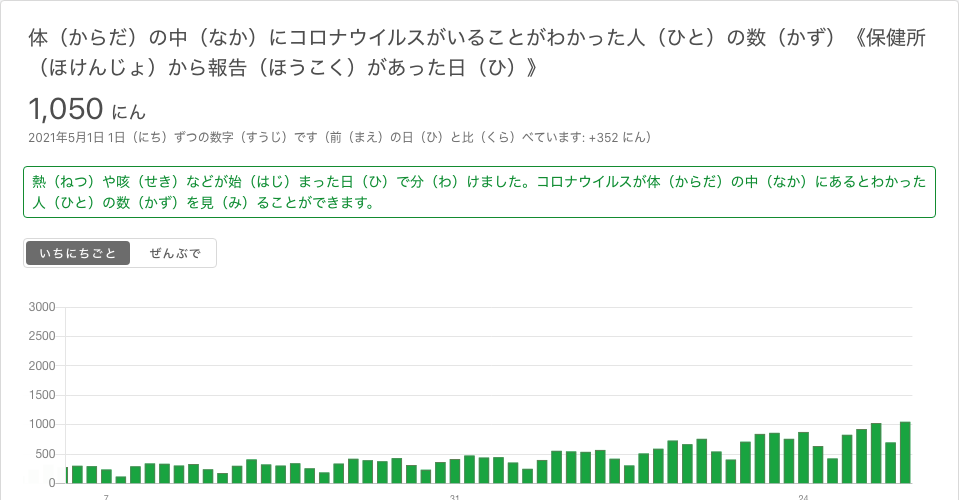 体（からだ）の中（なか）にコロナウイルスがいることがわかった人（ひと）の数（かず）《保健所
（ほけんじょ）から報告（ほうこく）があった日（ひ）》
1,050 にん
2021年5月1日 1日（にち）ずつの数字（すうじ）です（前（まえ）の日（ひ）と比（くら）べています: +352 にん）
熱（ねつ）や咳（せき）などが始（はじ）まった日（ひ）で分（わ）けました。コロナウイルスが体（からだ）の中（なか）にあるとわかった
人（ひと）の数（かず）を見（み）ることができます。
いちにちごと ぜんぶで
3000
2500
2000
1500
1000
500
0
7 31 24